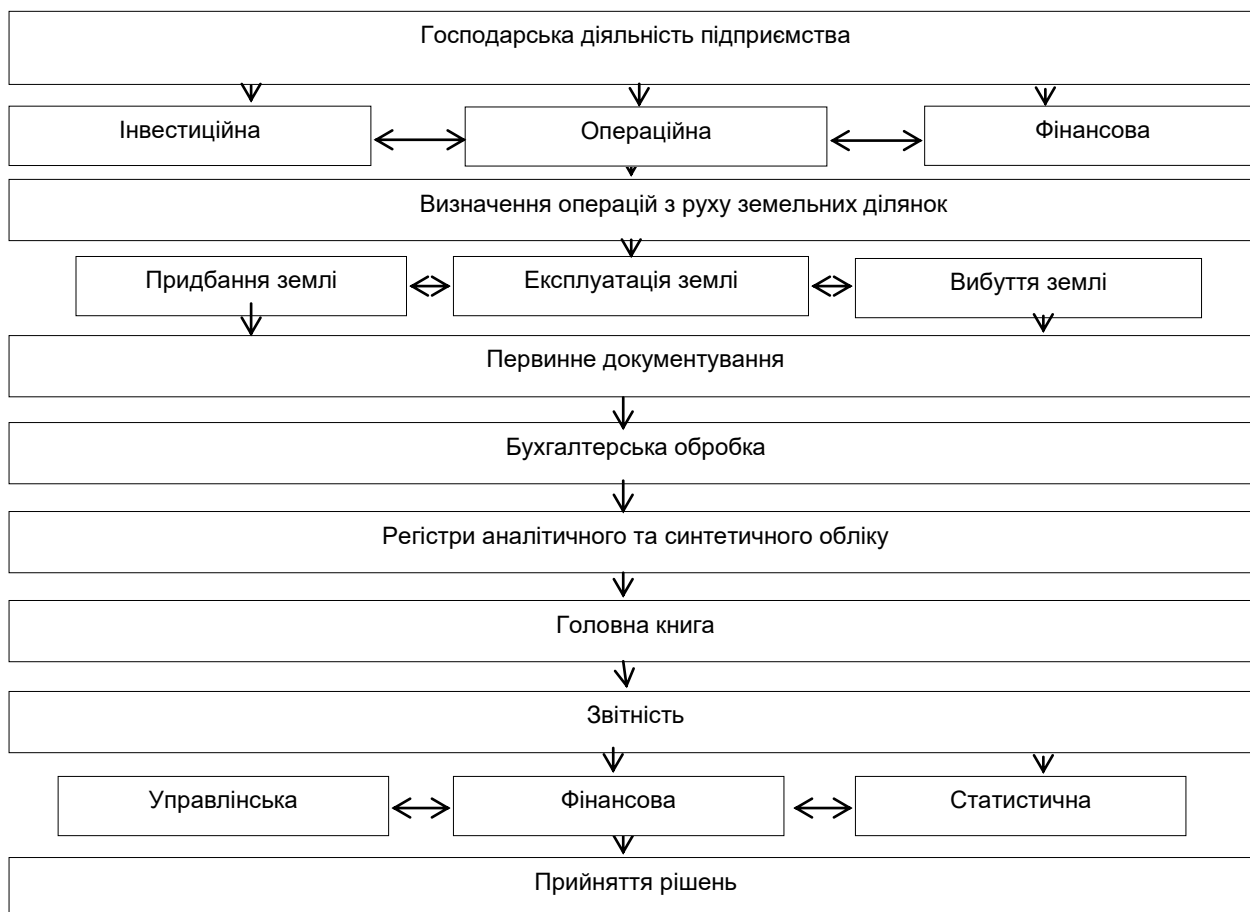 Господарська діяльність підприємства
Інвестиційна
Операційна
Фінансова
Визначення операцій з руху земельних ділянок
Придбання землі
Експлуатація землі
Вибуття землі
Первинне документування
Бухгалтерська обробка
Регістри аналітичного та синтетичного обліку
Головна книга
Звітність
Управлінська
Фінансова
Статистична
Прийняття рішень